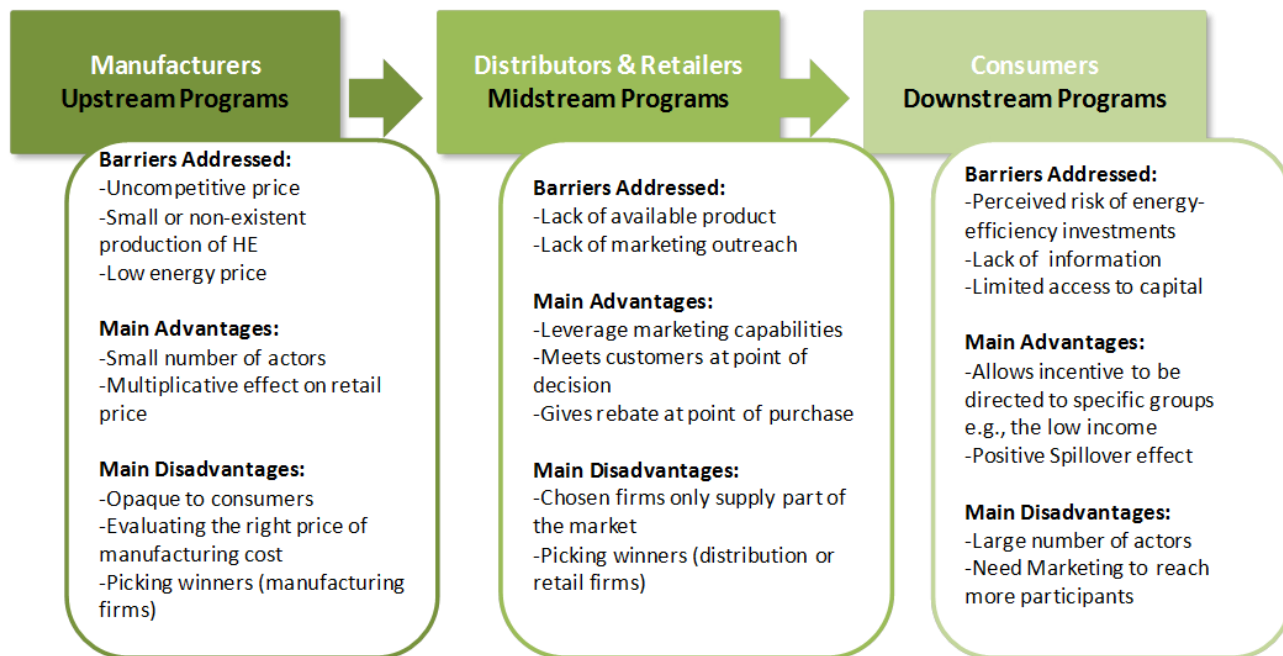 Manufacturers
Upstream Programs
Barriers Addressed:
-Uncompetitive price
-Small or non-existent
production of HE
-Low energy price
Main Advantages:
-Small number of actors
-Multiplicative effect on retail
price
Main Disadvantages:
-Opaque to consumers
-Evaluating the right price of
manufacturing cost
-Picking winners (manufacturing
firms)
Distributors & Retailers
Midstream Programs
Barriers Addressed:
-Lack of available product
-Lack of marketing outreach
Main Advantages:
-Leverage marketing capabilities
-Meets customers at point of
decision
-Gives rebate at point of purchase
Main Disadvantages:
-Chosen firms only supply part of
the market
-Picking winners (distribution or
retail firms)
Consumers
Downstream Programs
Barriers Addressed:
-Perceived risk of energy-
efficiency investments
-Lack of  information
-Limited access to capital
Main Advantages:
-Allows incentive to be
directed to specific groups
e.g., the low income
-Positive Spillover effect
Main Disadvantages:
-Large number of actors
-Need Marketing to reach
more participants